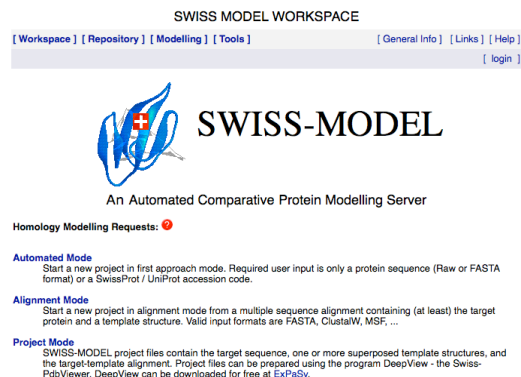 SWISS MODEL WORKSPACE
[ Workspace ] [ Repository ] [ Modelling ] [ Tools ] [ General Info ] [ Links ] [ Help ]
[ login ]
SWISS-MODEL
An Automated Comparative Protein Modelling Server
Homology Modelling Requests: ?
Automated Mode
Start a new project in first approach mode. Required user input is only a protein sequence (Raw or FASTA
format) or a SwissProt / UniProt accession code.
Alignment Mode
Start a new project in alignment mode from a multiple sequence alignment containing (at least) the target
protein and a template structure. Valid input formats are FASTA, ClustalW, MSF, ...
Project Mode
SWISS-MODEL project files contain the target sequence, one or more superposed template structures, and
the target-template alignment. Project files can be prepared using the program DeepView - the Swiss-
PdbViewer. DeepView can be downloaded for free at ExPaSy.